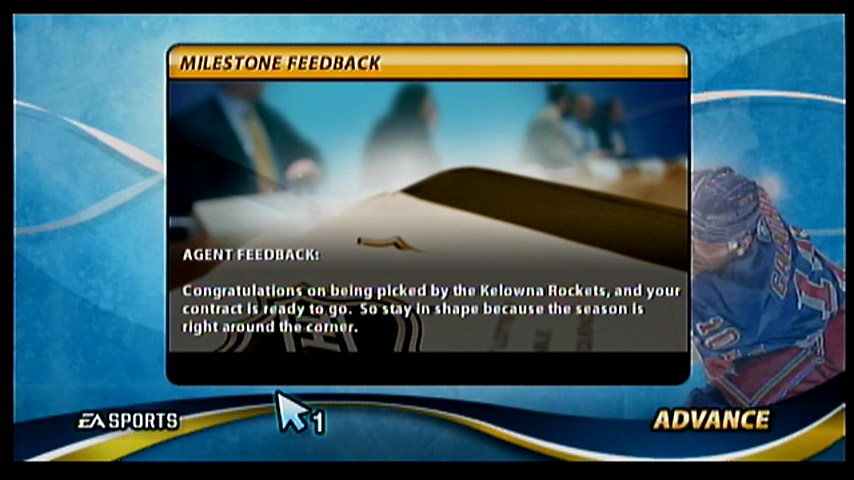 MILESTONE FEEDBACK
AGENT FEEDBACK:
Congratulations on being picked by the Kelowna Rockets, and your
contract is ready to go. So stay in shape because the season is
right around the corner.
EA SPORTS
1
ADVANCE
10